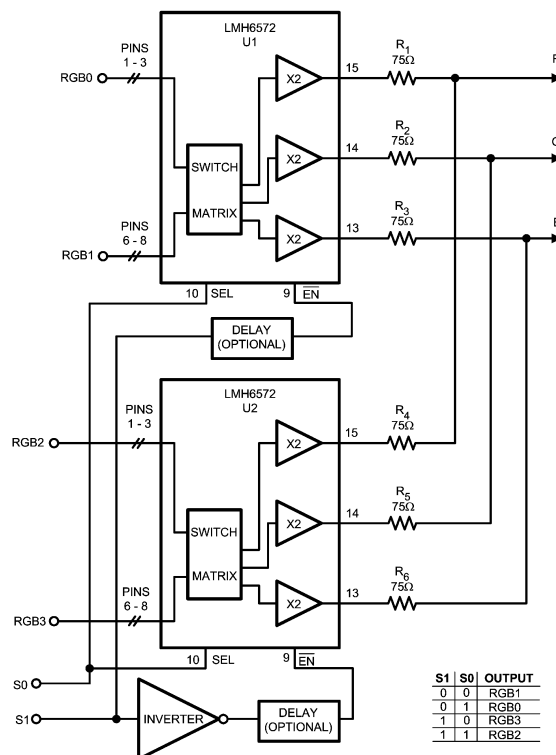 LMH6572
U1
PINS
1 - 3
RGB0
SWITCH
MATRIX
PINS
6 - 8
RGB1
X2
X2
X2
15
14
13
R1
75Ω
R2
75Ω
R3
75Ω
10 SEL
9 EN
DELAY
(OPTIONAL)
LMH6572
U2
PINS
1 - 3
RGB2
SWITCH
MATRIX
PINS
6 - 8
RGB3
X2
X2
X2
15
14
13
R4
75Ω
R5
75Ω
R6
75Ω
10 SEL
9 EN
S0
S1
INVERTER
DELAY
(OPTIONAL)
S1 S0 OUTPUT
0 0 RGB1
0 1 RGB0
1 0 RGB3
1 1 RGB2